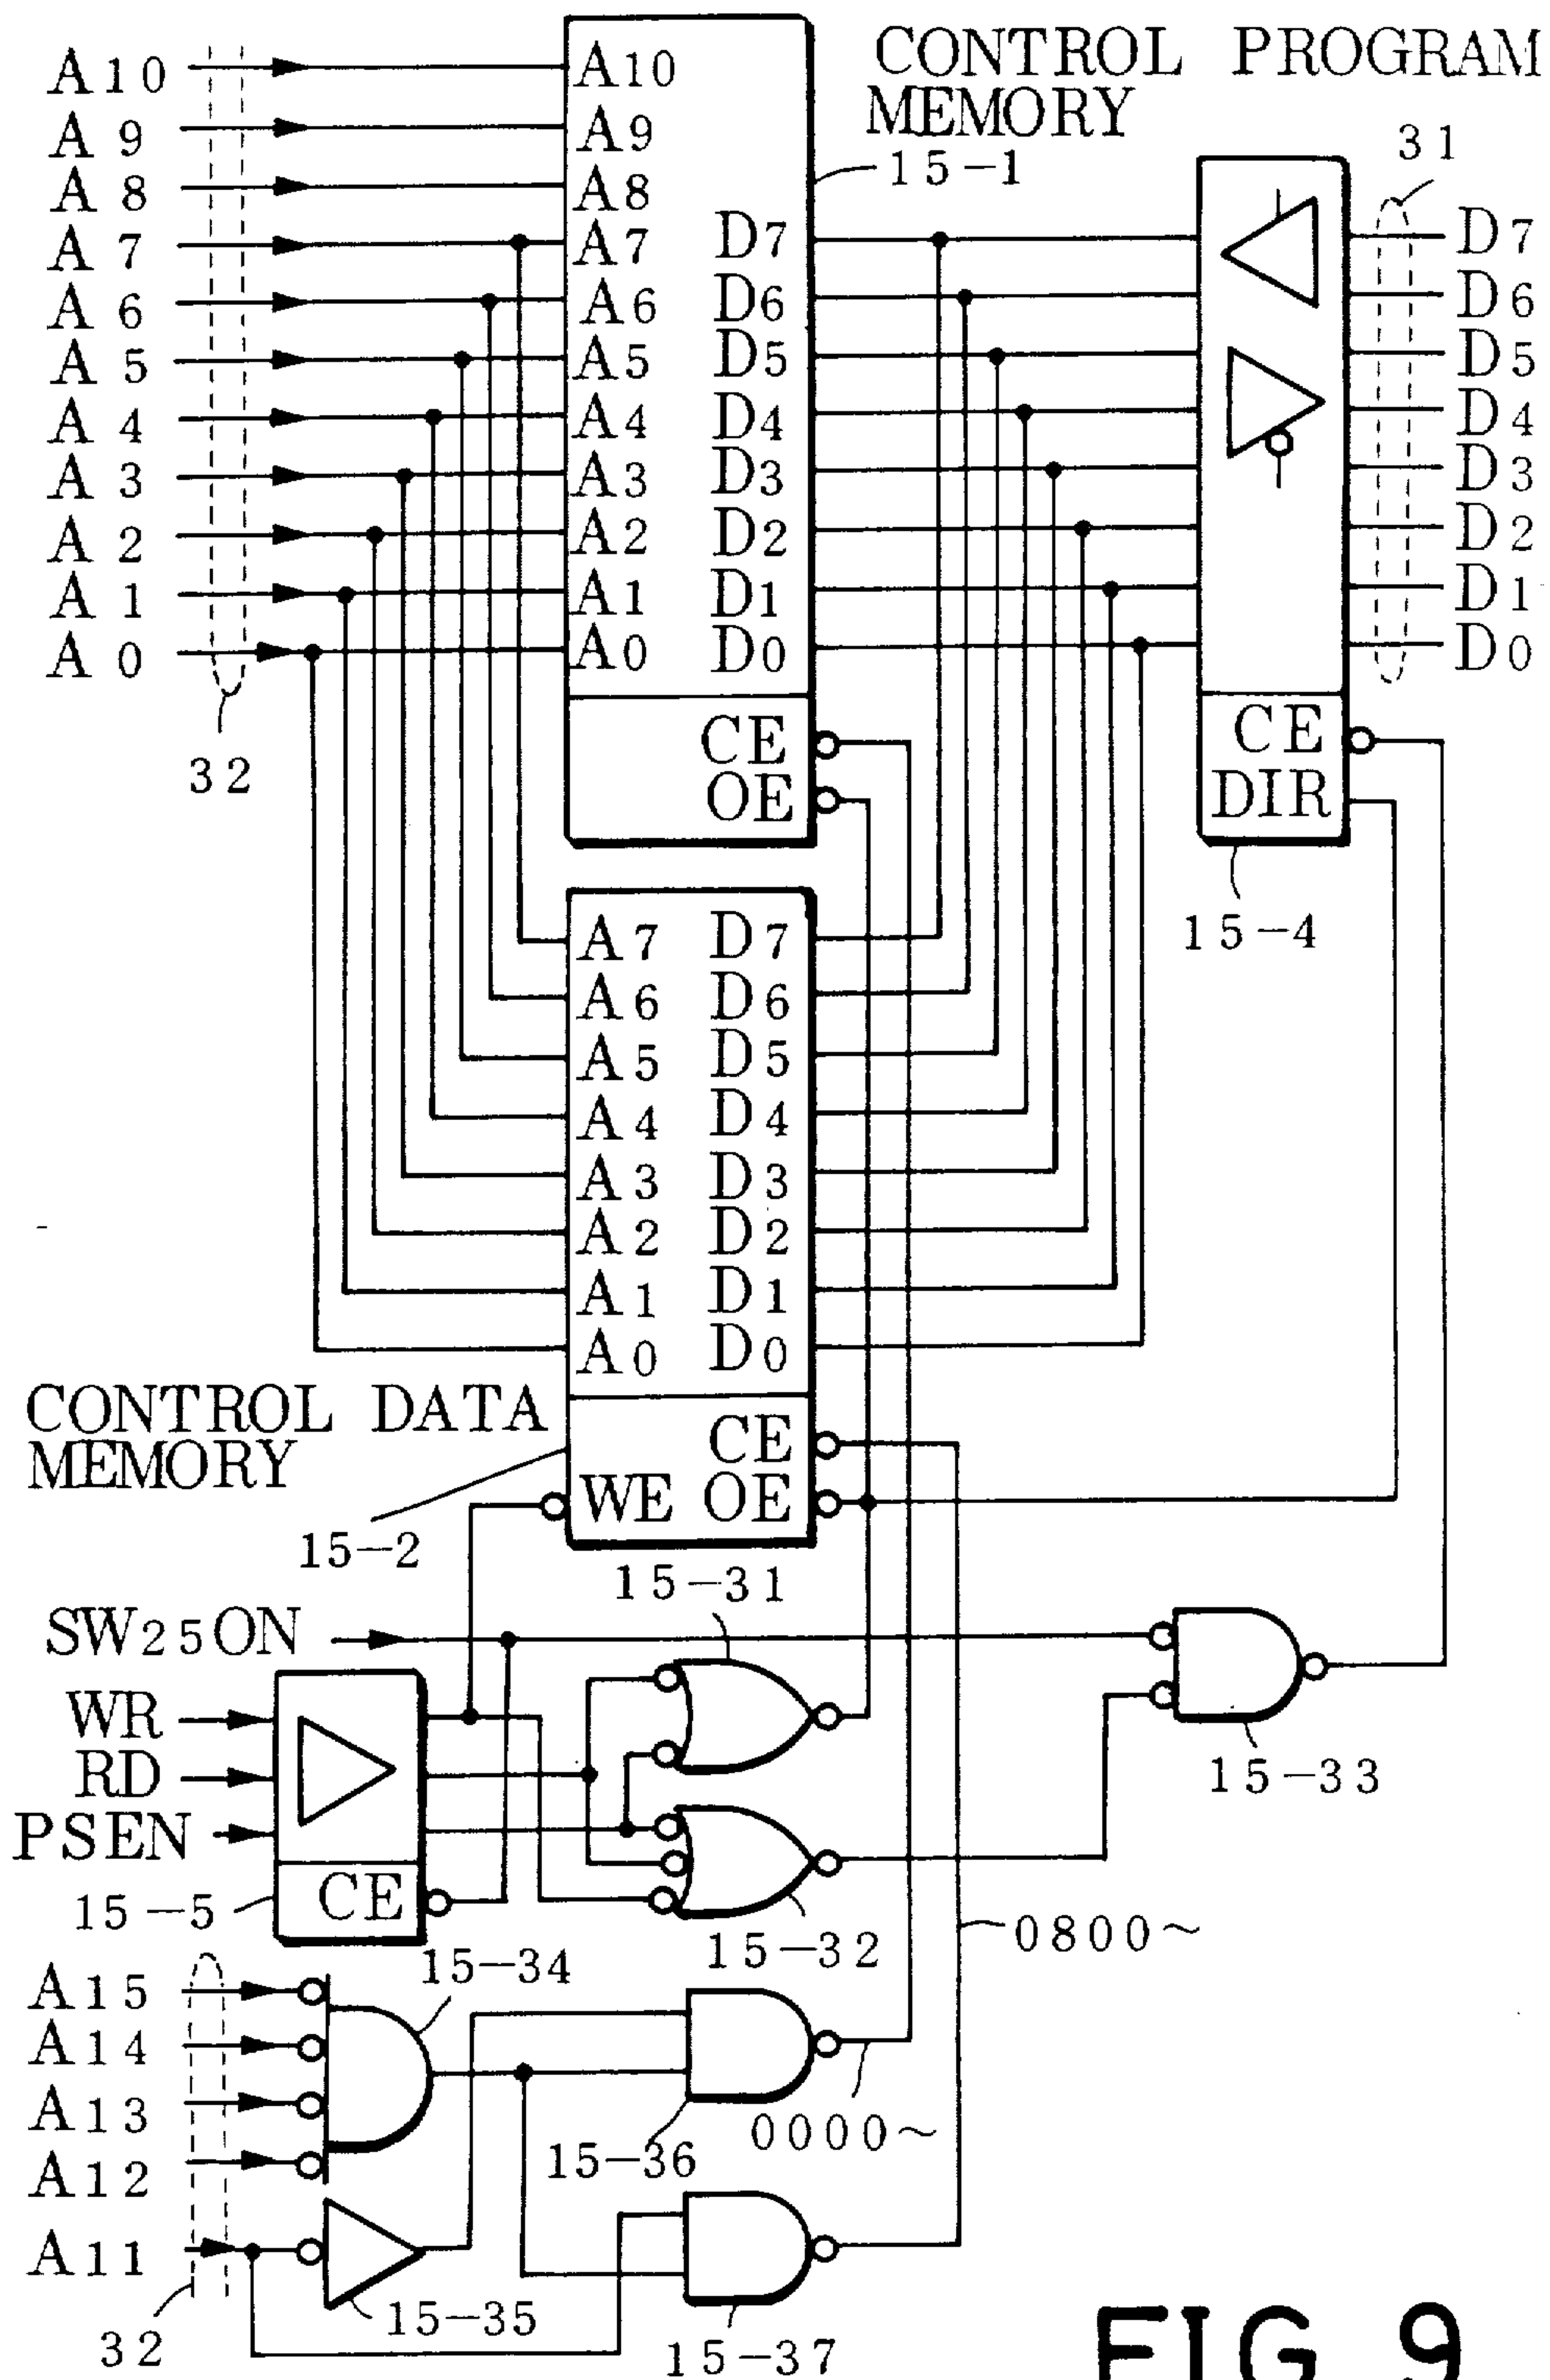 CONTROL PROGRAM
MEMORY
15-1
31
A10
A9
A8
A7
A6
A5
A4
A3
A2
A1
A0
32
A10
A9
A8
A7
A6
A5
A4
A3
A2
A1
A0
D7
D6
D5
D4
D3
D2
D1
D0
CE
OE
CE
DIR
15-4
D7
D6
D5
D4
D3
D2
D1
D0
A7
A6
A5
A4
A3
A2
A1
A0
D7
D6
D5
D4
D3
D2
D1
D0
CE
WE OE
CONTROL DATA
MEMORY
15-2
15-31
SW25ON
WR
RD
PSEN
CE
15-5
15-32
15-33
0800~
15-34
A15
A14
A13
A12
A11
32
15-35
15-36
0000~
15-37
FIG. 9